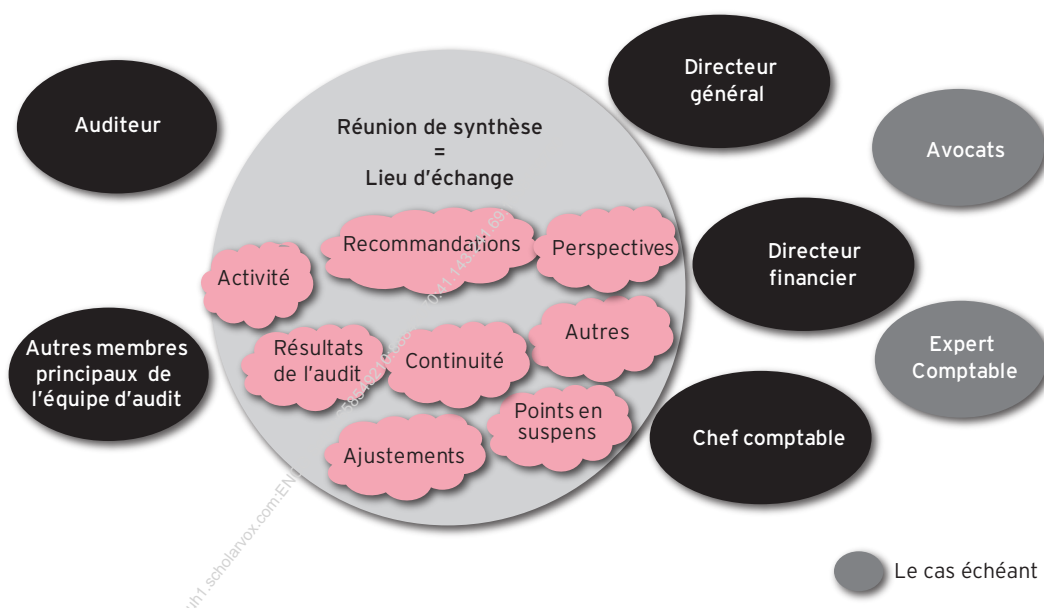 Auditeur
Autres membres
principaux de
l'équipe d'audit
Réunion de synthèse
=
Lieu d'échange
Recommandations
Perspectives
Activité
Résultats
de l'audit
Continuité
Autres
Points en
suspens
Ajustements
Directeur
général
Avocats
Directeur
financier
Expert
Comptable
Chef comptable
Le cas échéant